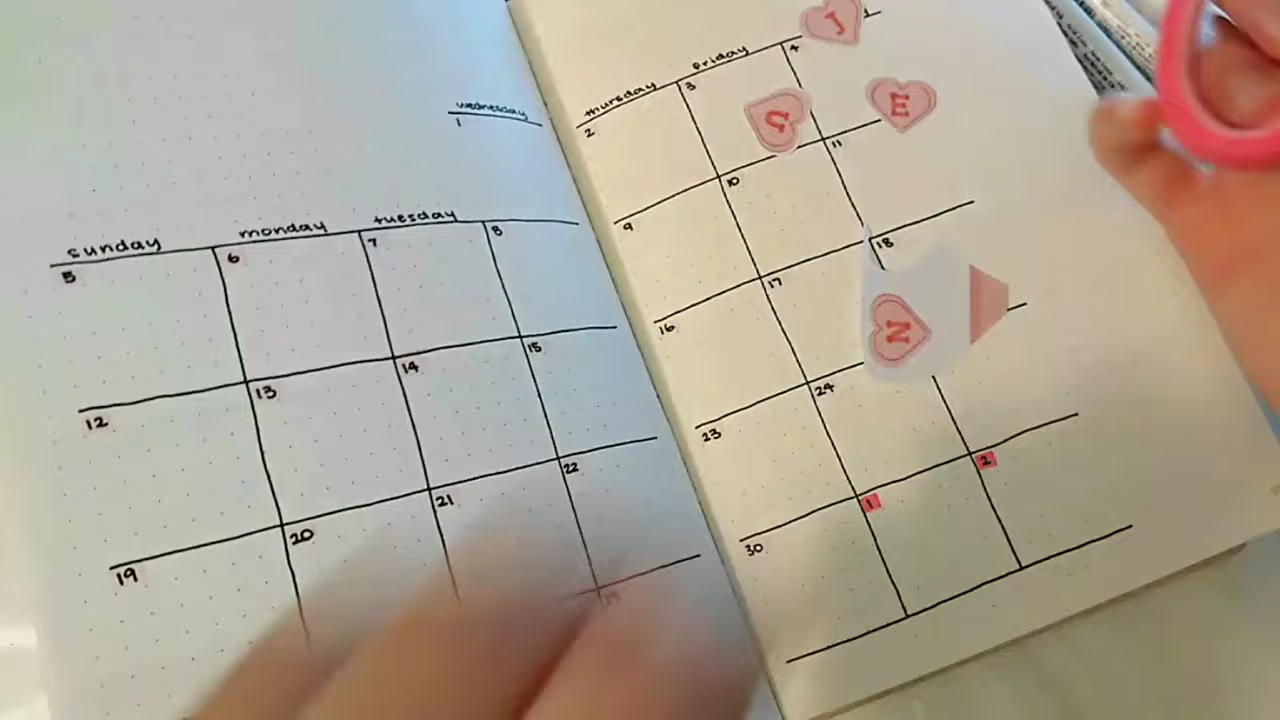 wednesday
1
sunday monday tuesday
5 6 7 8
12 13 14 15
19 20 21 22
thursday friday
2 3 4
9 10 11
16 17 18
23 24
30 1 2
J
C E
N